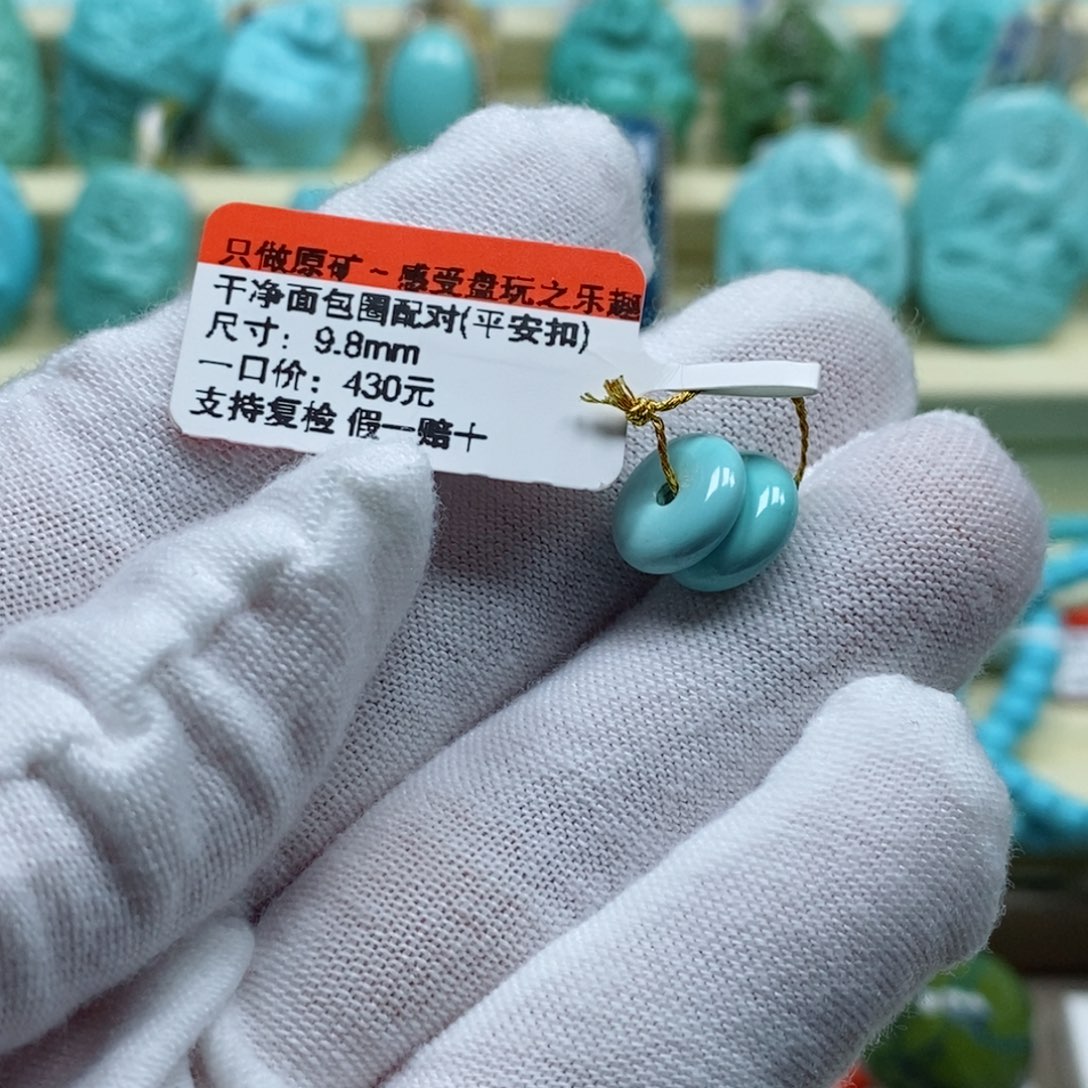 只做原矿~感受盘玩之乐趣
干净面包圈配对(平安扣)
尺寸：9.8mm
一口价：430元
支持复检 假一赔十